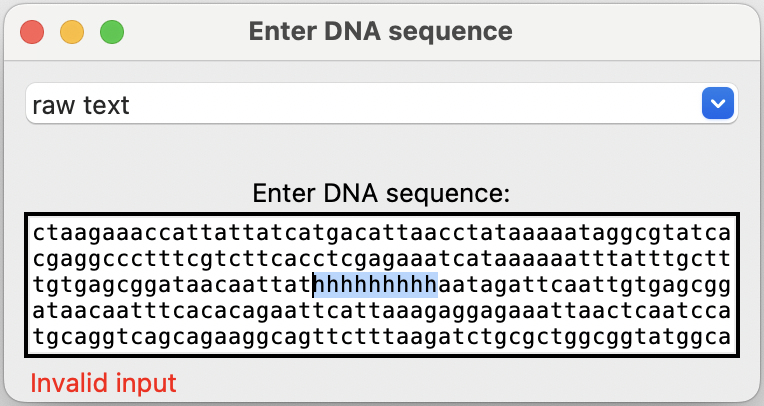 Enter DNA sequence
raw text
Enter DNA sequence:
ctaagaaaccattattatcatgacattaacctataaaaataggcgtatca
cgaggccctttcgtcttcacctcgagaaatcataaaaaatttatttgctt
tgtgagcggataacaattathhhhhhhhhaatagattcaattgtgagcgg
ataacaatttcacacagaattcattaaagaggagaaattaactcaatcca
tgcaggtcagcagaaggcagttctttaagatctgcgctggcggtatggca
Invalid input